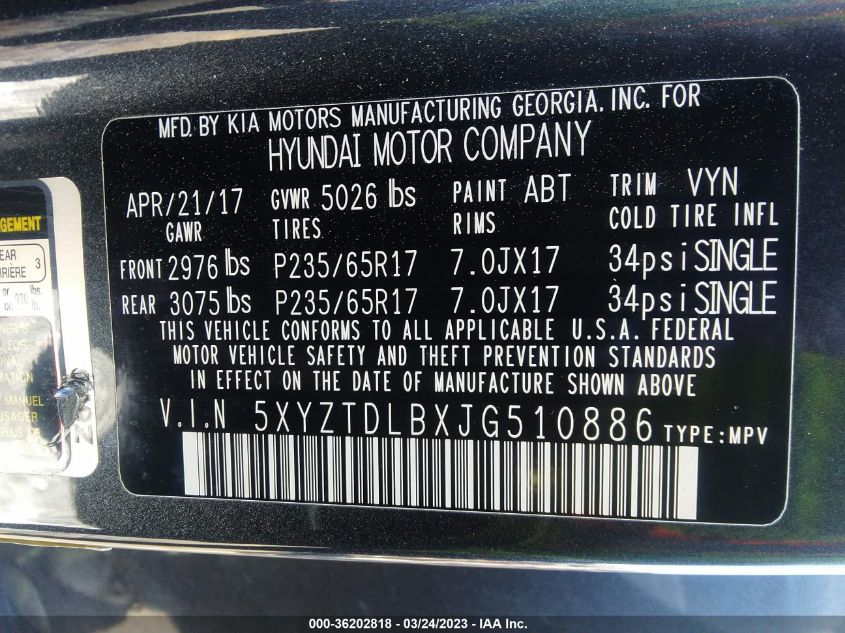 MFD. BY KIA MOTORS MANUFACTURING GEORGIA. INC. FOR
HYUNDAI MOTOR COMPANY
APR/21/17 GVWR 5026 lbs PAINT ABT TRIM VYN
GAWR TIRES RIMS COLD TIRE INFL
FRONT 2976 lbs P235/65R17 7.0JX17 34psi SINGLE
REAR 3075 lbs P235/65R17 7.0JX17 34psi SINGLE
THIS VEHICLE CONFORMS TO ALL APPLICABLE U.S.A. FEDERAL
MOTOR VEHICLE SAFETY AND THEFT PREVENTION STANDARDS
IN EFFECT ON THE DATE OF MANUFACTURE SHOWN ABOVE
V.I.N 5XYZTDLBXJG510886 TYPE:MPV
3
or
MANUEL
000-36202818 - 03/24/2023 - IAA Inc.